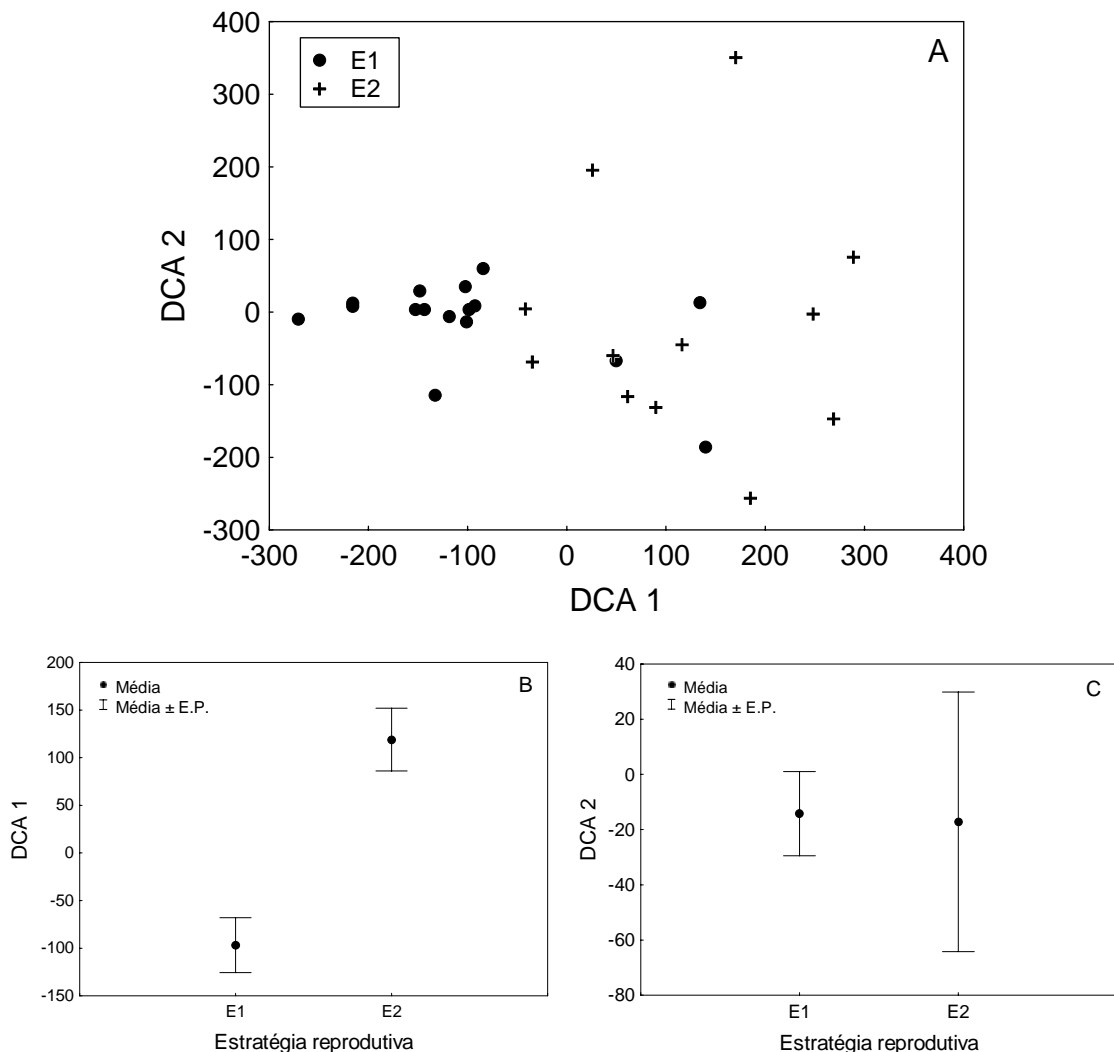 400
300
200
100
0
-100
-200
-300
DCA 2
E1
E2
A
-300 -200 -100 0 100 200 300 400
DCA 1
200
150
100
50
0
-50
-100
-150
DCA 1
Média
Média ± E.P.
B
E1 E2
Estratégia reprodutiva
40
20
0
-20
-40
-60
-80
DCA 2
Média
Média ± E.P.
C
E1 E2
Estratégia reprodutiva